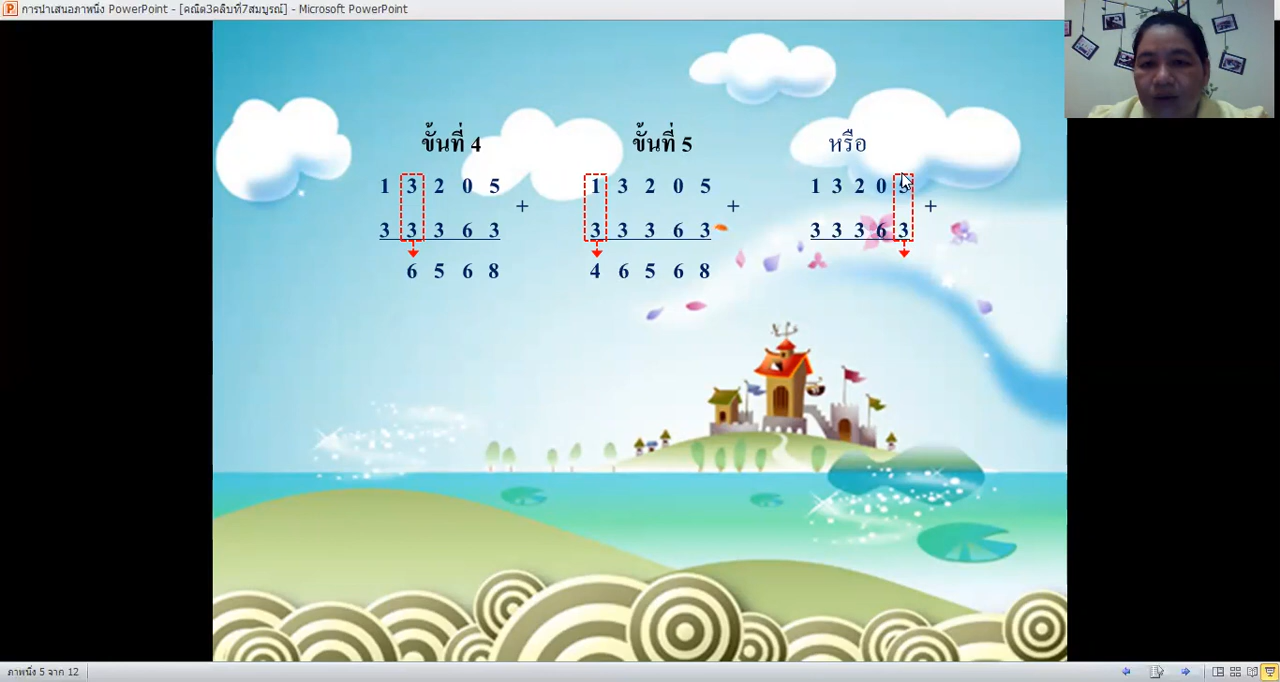 การนำเสนอภาพนิ่ง PowerPoint - [คณิต3คลิบที่7สมบูรณ์] - Microsoft PowerPoint
ขั้นที่ 4 ขั้นที่ 5 หรือ
1 3 2 0 5 1 3 2 0 5 1 3 2 0 5
+ + +
3 3 3 6 3 3 3 3 6 3 3 3 3 6 3
6 5 6 8 4 6 5 6 8
ภาพนิ่ง 5 จาก 12